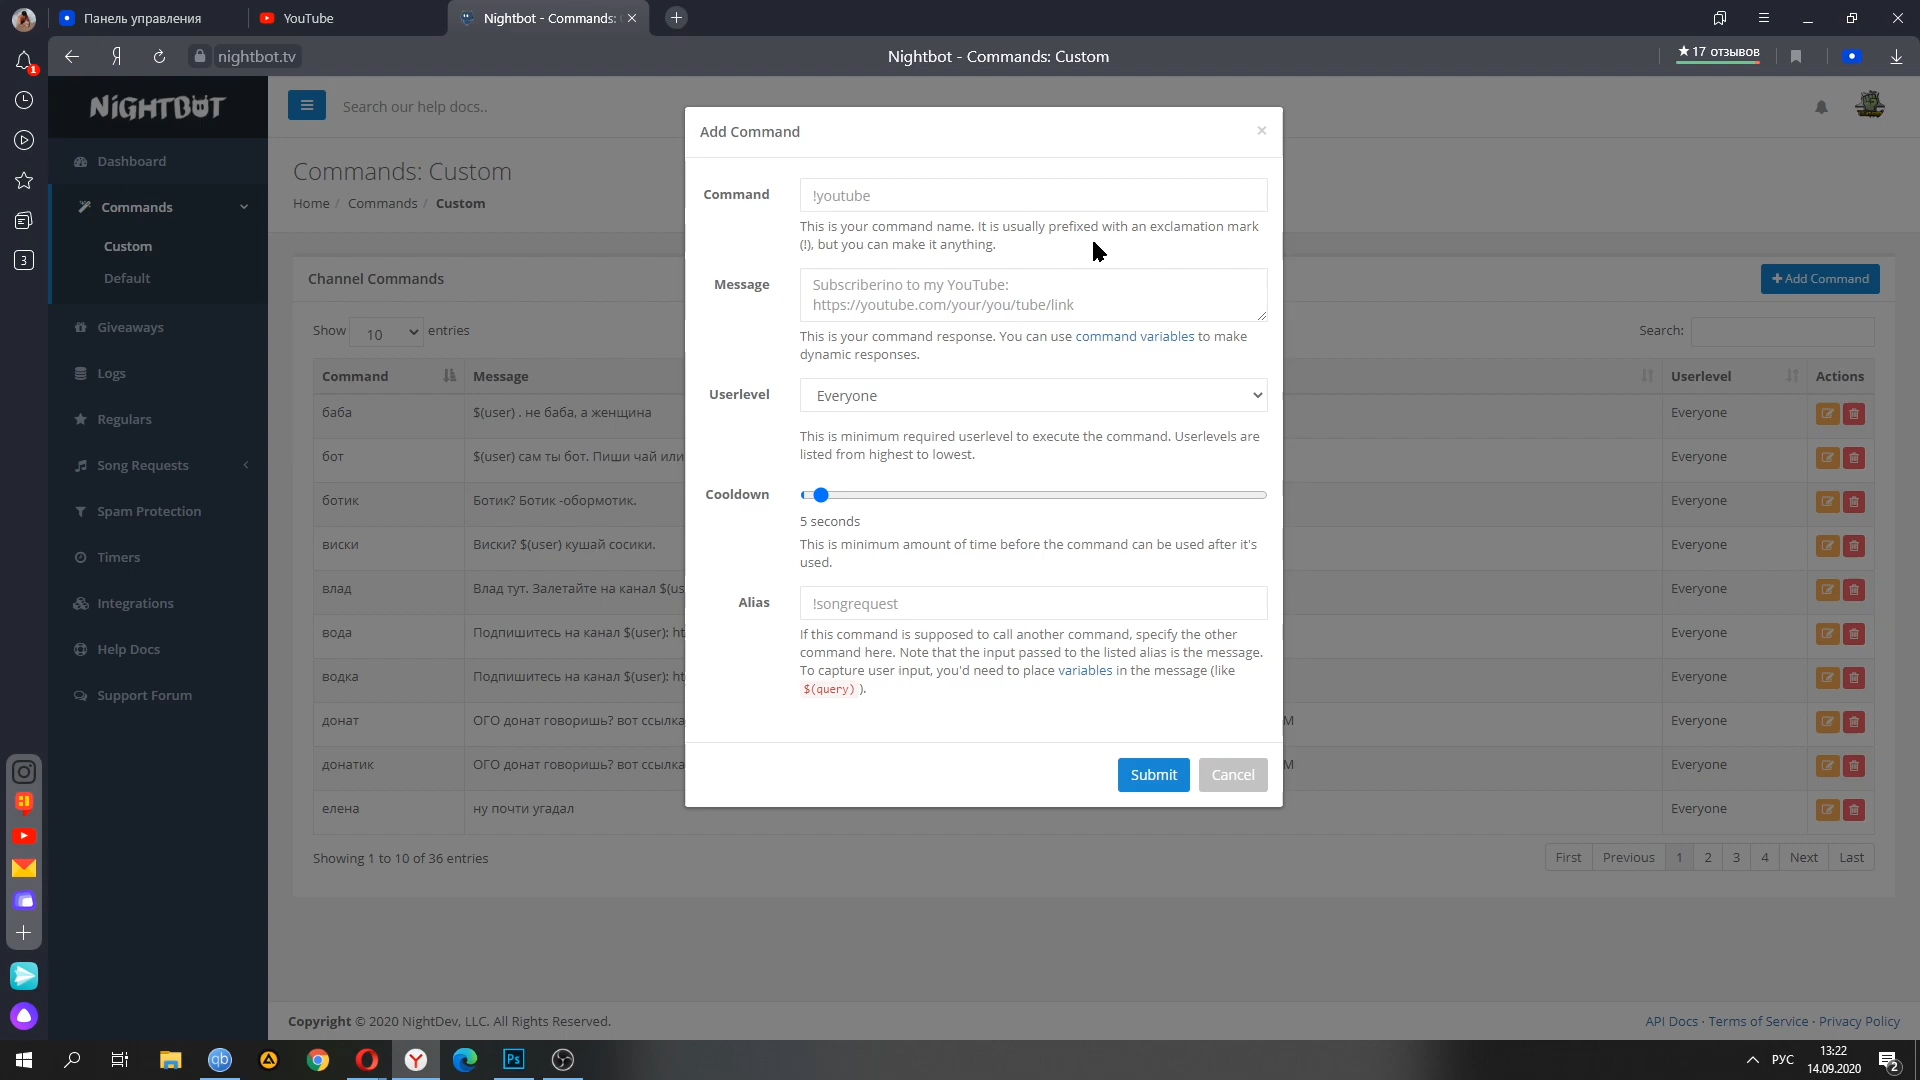 Панель управления
YouTube
Nightbot - Commands: 
nightbot.tv
Nightbot - Commands: Custom
★ 17 отзывов
1
3
NiGHTBOT
Search our help docs..
Dashboard
Commands
Custom
Default
Giveaways
Logs
Regulars
Song Requests
Spam Protection
Timers
Integrations
Help Docs
Support Forum
Commands: Custom
Home / Commands / Custom
Channel Commands
+ Add Command
Show 10 entries
Search:
Command Message Userlevel Actions
баба $(user) , не баба, а женщина Everyone
бот $(user) сам ты бот. Пиши чай или Everyone
ботик Ботик? Ботик -обормотик. Everyone
виски Виски? $(user) кушай сосики. Everyone
влад Влад тут. Залетайте на канал $(us Everyone
вода Подпишитесь на канал $(user): ht Everyone
водка Подпишитесь на канал $(user): ht Everyone
донат ОГО донат говоришь? вот ссылка M Everyone
донатик ОГО донат говоришь? вот ссылка M Everyone
елена ну почти угадал Everyone
Showing 1 to 10 of 36 entries
First Previous 1 2 3 4 Next Last
Add Command
×
Command
!youtube
This is your command name. It is usually prefixed with an exclamation mark
(!), but you can make it anything.
Message
Subscriberino to my YouTube:
https://youtube.com/your/you/tube/link
This is your command response. You can use command variables to make
dynamic responses.
Userlevel
Everyone
This is minimum required userlevel to execute the command. Userlevels are
listed from highest to lowest.
Cooldown
5 seconds
This is minimum amount of time before the command can be used after it's
used.
Alias
!songrequest
If this command is supposed to call another command, specify the other
command here. Note that the input passed to the listed alias is the message.
To capture user input, you'd need to place variables in the message (like
$(query) ).
Submit
Cancel
Copyright © 2020 NightDev, LLC. All Rights Reserved.
API Docs · Terms of Service · Privacy Policy
qb
Y
Ps
РУС
13:22
14.09.2020
2